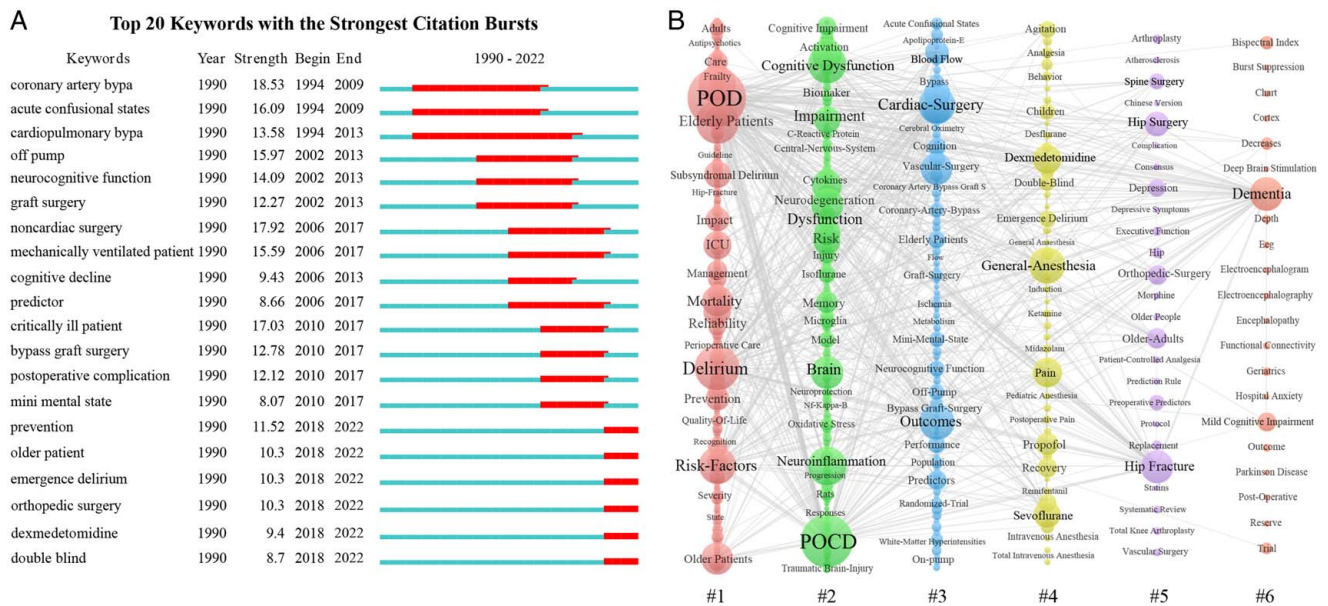 A
Top 20 Keywords with the Strongest Citation Bursts
Keywords Year Strength Begin End 1990 - 2022
coronary artery bypa 1990 18.53 1994 2009
acute confusional states 1990 16.09 1994 2009
cardiopulmonary bypa 1990 13.58 1994 2013
off pump 1990 15.97 2002 2013
neurocognitive function 1990 14.09 2002 2013
graft surgery 1990 12.27 2002 2013
noncardiac surgery 1990 17.92 2006 2017
mechanically ventilated patient 1990 15.59 2006 2017
cognitive decline 1990 9.43 2006 2013
predictor 1990 8.66 2006 2017
critically ill patient 1990 17.03 2010 2017
bypass graft surgery 1990 12.78 2010 2017
postoperative complication 1990 12.12 2010 2017
mini mental state 1990 8.07 2010 2017
prevention 1990 11.52 2018 2022
older patient 1990 10.3 2018 2022
emergence delirium 1990 10.3 2018 2022
orthopedic surgery 1990 10.3 2018 2022
dexmedetomidine 1990 9.4 2018 2022
double blind 1990 8.7 2018 2022
B
Adults
Antipsychotics
Care
Frailty
POD
Elderly Patients
Guideline
Subsyndromal Delirium
Hip-Fracture
Impact
ICU
Management
Mortality
Reliability
Perioperative Care
Delirium
Prevention
Quality-Of-Life
Recognition
Risk-Factors
Severity
State
Older Patients
#1
Cognitive Impairment
Activation
Cognitive Dysfunction
Biomaker
Impairment
C-Reactive Protein
Central-Nervous-System
Cytokines
Neurodegeneration
Dysfunction
Risk
Injury
Isoflurane
Memory
Microglia
Model
Brain
Neuroprotection
Nf-Kappa-B
Oxidative Stress
Neuroinflammation
Progression
Rats
Responses
POCD
Traumatic Brain-Injury
#2
Acute Confusional States
Apolipoprotein-E
Blood Flow
Bypass
Cardiac-Surgery
Cerebral Oximetry
Cognition
Vascular-Surgery
Coronary Artery Bypass Graft S
Coronary-Artery-Bypass
Elderly Patients
Flow
Graft-Surgery
Ischemia
Metabolism
Mini-Mental-State
Neurocognitive Function
Off-Pump
Bypass Graft-Surgery
Outcomes
Performance
Population
Predictors
Randomized-Trial
White-Matter Hyperintensities
On-pump
#3
Agitation
Analgesia
Behavior
Children
Desflurane
Dexmedetomidine
Double-Blind
Emergence Delirium
General Anesthesia
General-Anesthesia
Induction
Ketamine
Midazolam
Pain
Pediatric Anesthesia
Postoperative Pain
Propofol
Recovery
Remifentanil
Sevoflurane
Intravenous Anesthesia
Total Intravenous Anesthesia
#4
Arthroplasty
Atherosclerosis
Spine Surgery
Chinese Version
Hip Surgery
Complication
Consensus
Depression
Depressive Symptoms
Executive Function
Hip
Orthopedic-Surgery
Morphine
Older People
Older-Adults
Patient-Controlled Analgesia
Prediction Rule
Preoperative Predictors
Protocol
Replacement
Hip Fracture
Statins
Systematic Review
Total Knee Arthroplasty
Vascular Surgery
#5
Bispectral Index
Burst Suppression
Chart
Cortex
Decreases
Deep Brain Stimulation
Dementia
Depth
Eeg
Electroencephalogram
Electroencephalography
Encephalopathy
Functional Connectivity
Geriatrics
Hospital Anxiety
Mild Cognitive Impairment
Outcome
Parkinson Disease
Post-Operative
Reserve
Trial
#6